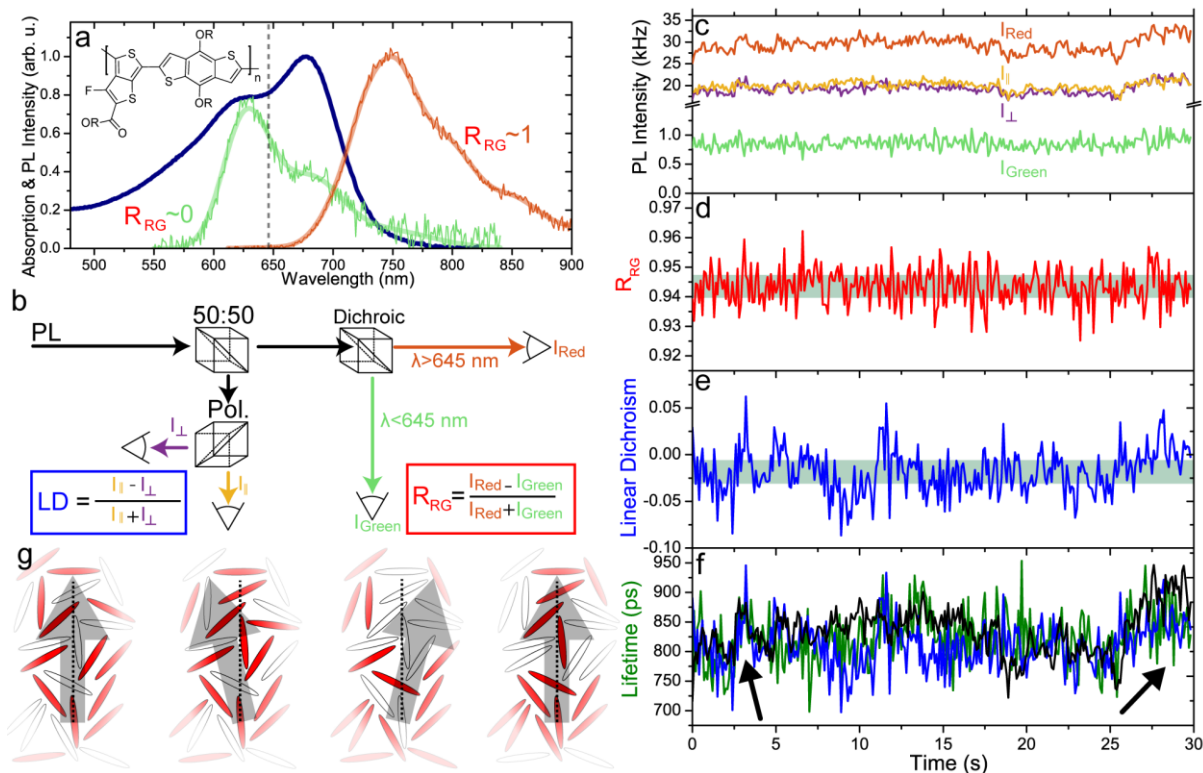 a
Absorption & PL Intensity (arb. u.)
1.0
0.8
0.6
0.4
0.2
0.0
OR
S
S
S
S
n
F
OR
OR
O
R_RG~1
R_RG~0
500 550 600 650 700 750 800 850 900
Wavelength (nm)
b
PL
50:50
Dichroic
λ>645 nm
I_Red
λ<645 nm
I_Green
Pol.
I_⊥
I_∥
LD = (I_∥ - I_⊥) / (I_∥ + I_⊥)
R_RG = (I_Red - I_Green) / (I_Red + I_Green)
g
c
PL Intensity (kHz)
35
30
25
20
1.0
0.5
0.0
I_Red
I_∥
I_⊥
I_Green
d
R_RG
0.97
0.96
0.95
0.94
0.93
0.92
e
Linear Dichroism
0.05
0.00
-0.05
-0.10
f
Lifetime (ps)
950
900
850
800
750
700
0 5 10 15 20 25 30
Time (s)